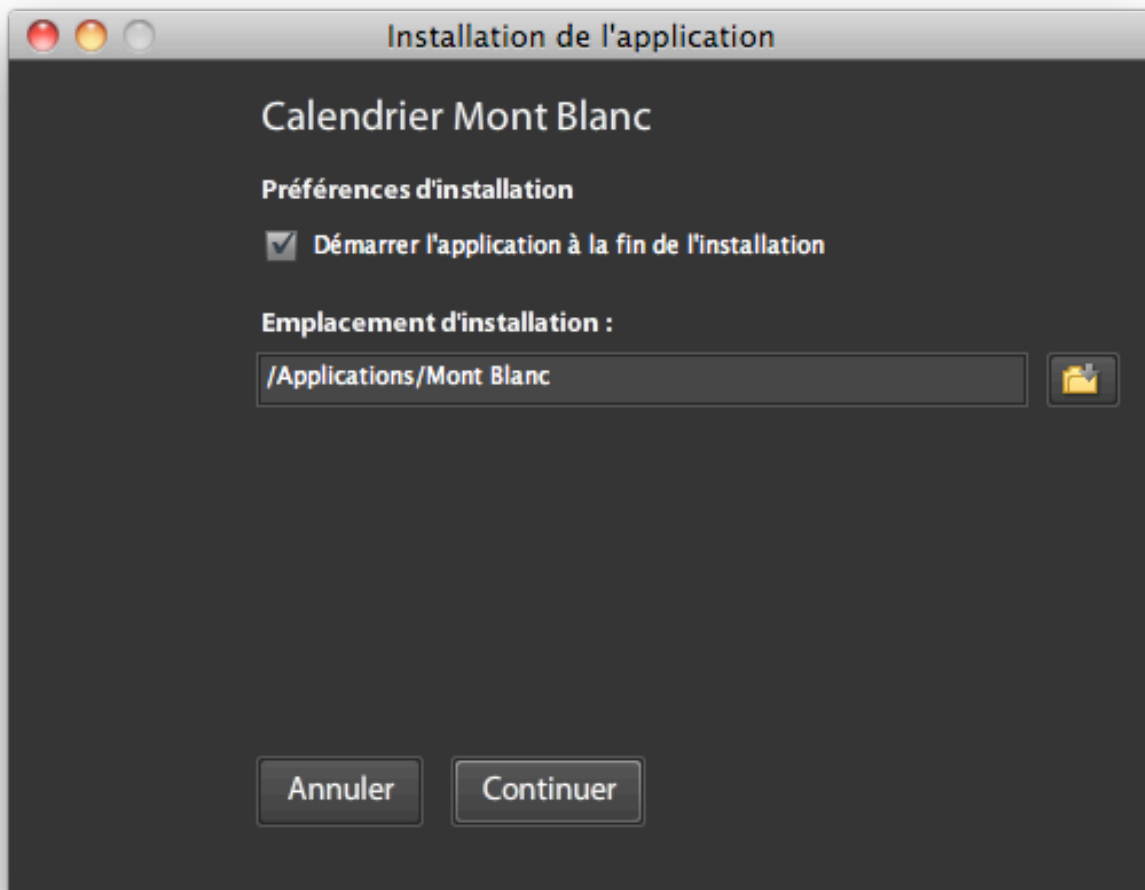 Installation de l'application
Calendrier Mont Blanc
Préférences d'installation
Démarrer l'application à la fin de l'installation
Emplacement d'installation :
/Applications/Mont Blanc
Annuler
Continuer